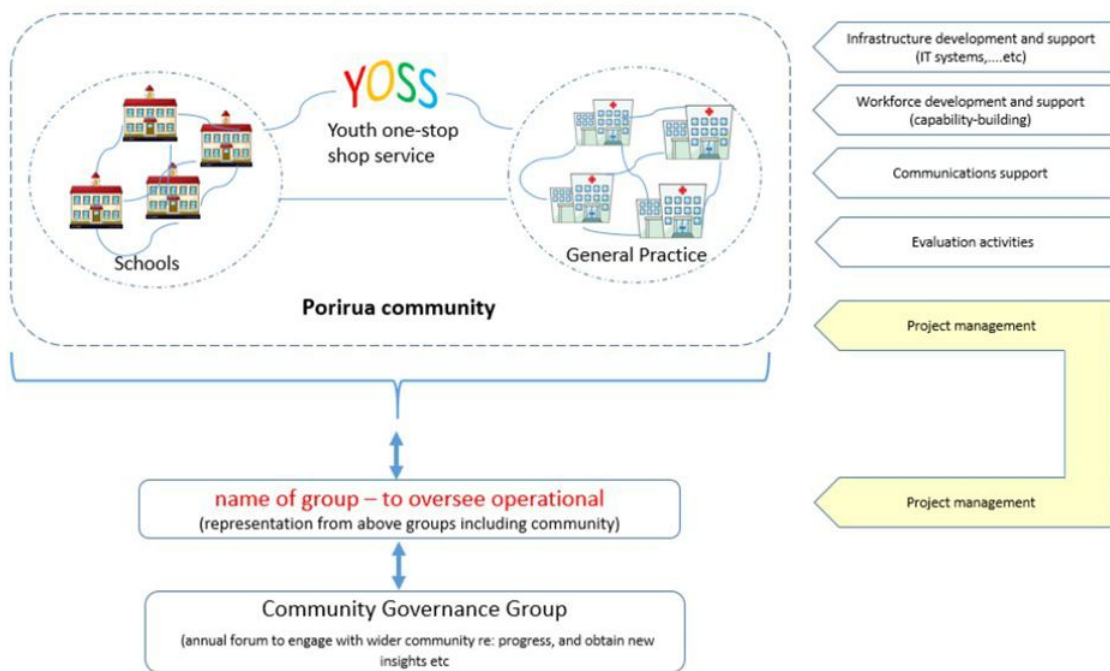 YOSS
Youth one-stop
shop service
Schools
General Practice
Porirua community
Infrastructure development and support
(IT systems,....etc)
Workforce development and support
(capability-building)
Communications support
Evaluation activities
Project management
Project management
name of group – to oversee operational
(representation from above groups including community)
Community Governance Group
(annual forum to engage with wider community re: progress, and obtain new
insights etc